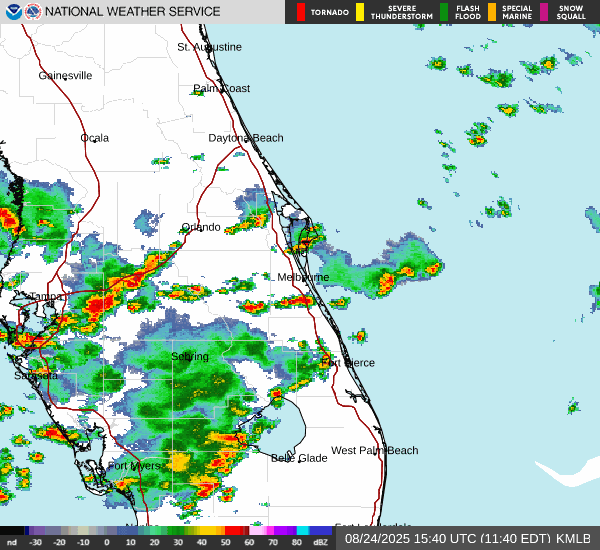 NATIONAL WEATHER SERVICE
TORNADO
SEVERE THUNDERSTORM
FLASH FLOOD
SPECIAL MARINE
SNOW SQUALL
St. Augustine
Gainesville
Palm Coast
Ocala
Daytona Beach
Orlando
Melbourne
Tampa
Sebring
Fort Pierce
Sarasota
West Palm Beach
Belle Glade
Fort Myers
Fort Lauderdale
nd -30 -20 -10 0 10 20 30 40 50 60 70 80 dBZ
08/24/2025 15:40 UTC (11:40 EDT) KMLB